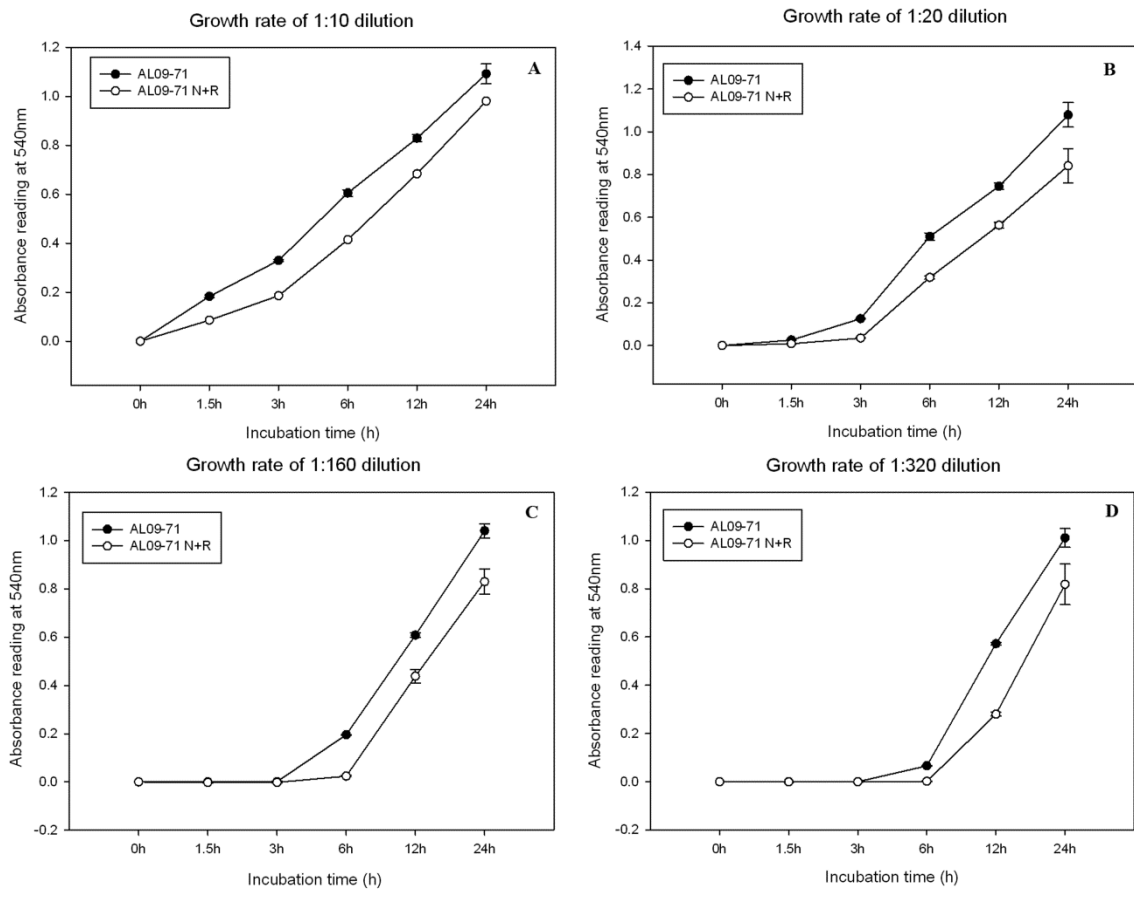 Growth rate of 1:10 dilution
A
AL09-71
AL09-71 N+R
1.2
1.0
0.8
0.6
0.4
0.2
0.0
Absorbance reading at 540nm
0h 1.5h 3h 6h 12h 24h
Incubation time (h)
Growth rate of 1:20 dilution
B
AL09-71
AL09-71 N+R
1.4
1.2
1.0
0.8
0.6
0.4
0.2
0.0
Absorbance reading at 540nm
0h 1.5h 3h 6h 12h 24h
Incubation time (h)
Growth rate of 1:160 dilution
C
AL09-71
AL09-71 N+R
1.2
1.0
0.8
0.6
0.4
0.2
0.0
-0.2
Absorbance reading at 540nm
0h 1.5h 3h 6h 12h 24h
Incubation time (h)
Growth rate of 1:320 dilution
D
AL09-71
AL09-71 N+R
1.2
1.0
0.8
0.6
0.4
0.2
0.0
-0.2
Absorbance reading at 540nm
0h 1.5h 3h 6h 12h 24h
Incubation time (h)